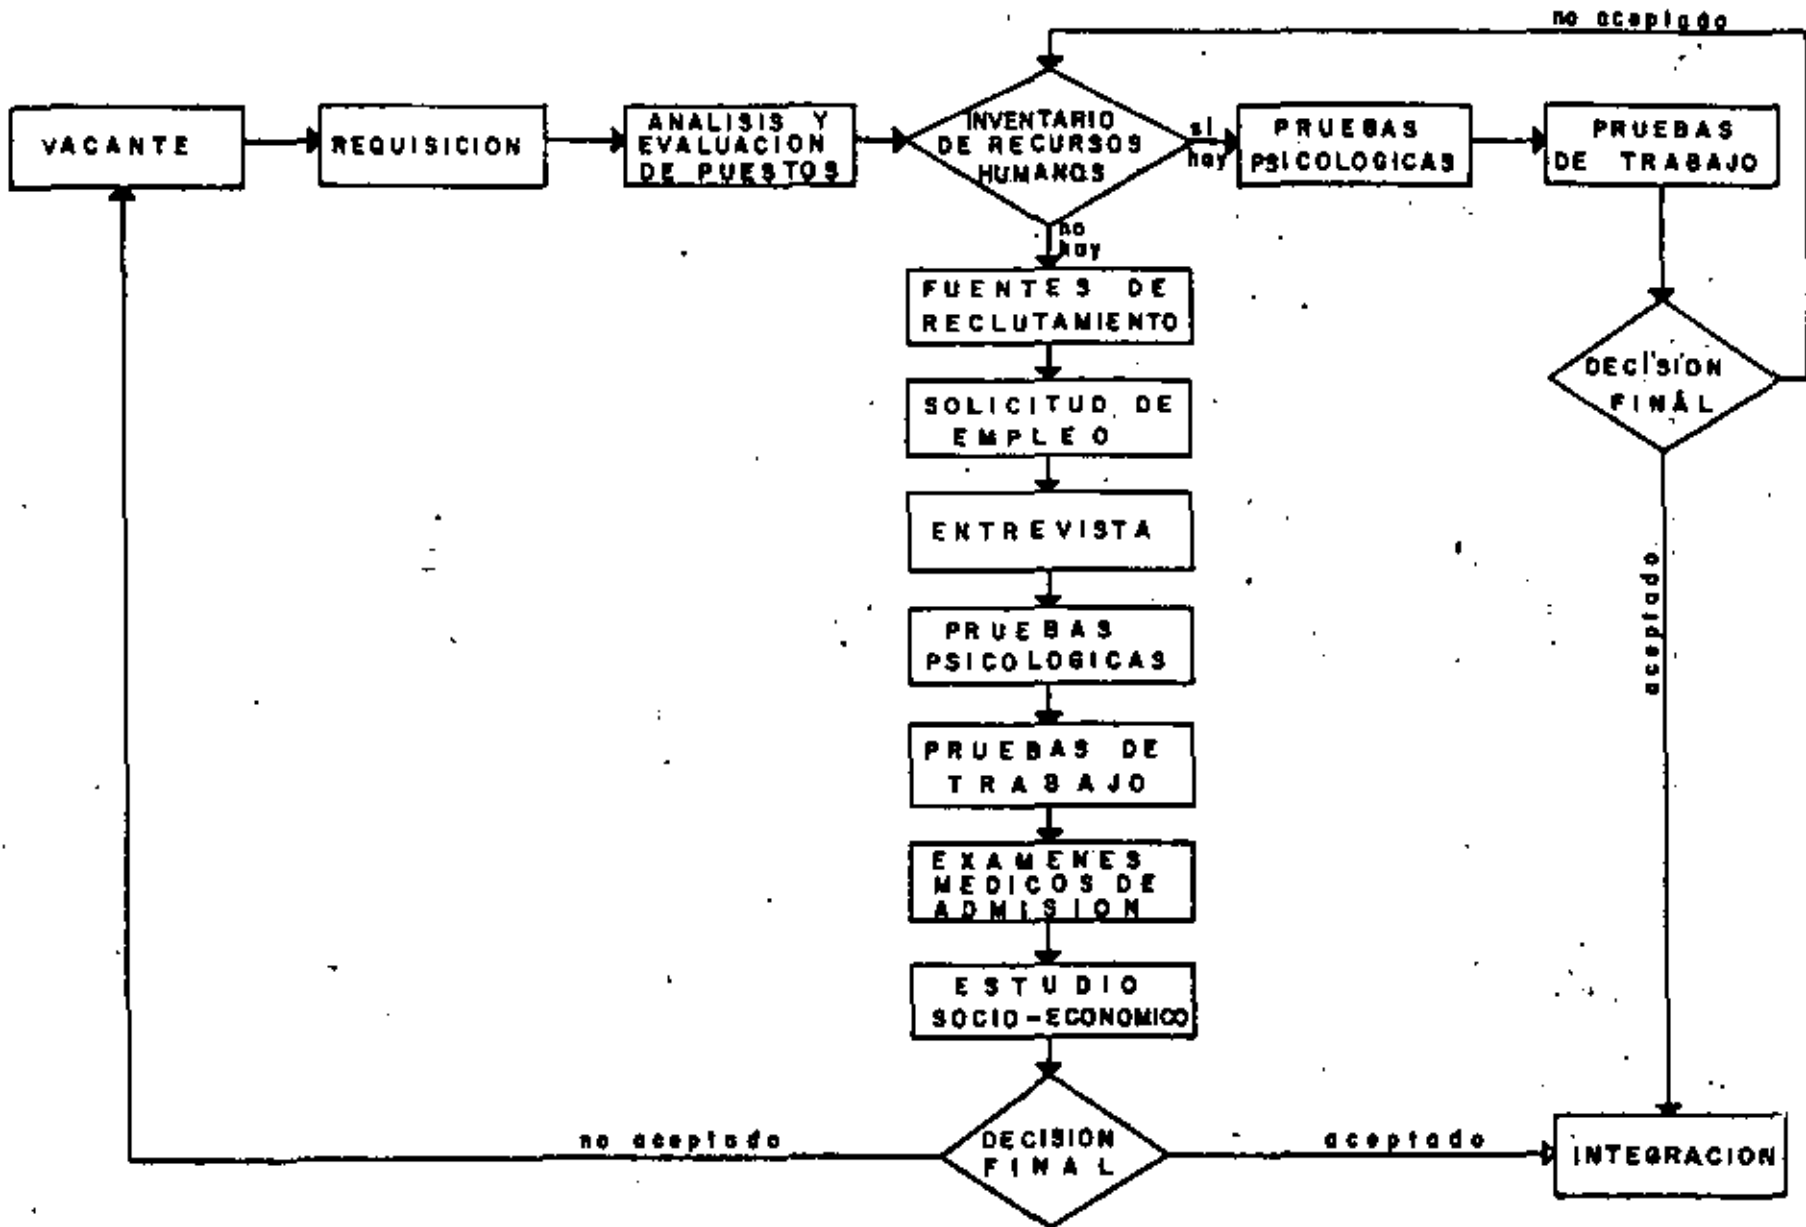 no aceptado
VACANTE
REQUISICION
ANALISIS Y
EVALUACION
DE PUESTOS
INVENTARIO
DE RECURSOS
HUMANOS
si
hay
PRUEBAS
PSICOLOGICAS
PRUEBAS
DE TRABAJO
no
hay
FUENTES DE
RECLUTAMIENTO
DECISION
FINAL
SOLICITUD DE
EMPLEO
ENTREVISTA
aceptado
PRUEBAS
PSICOLOGICAS
PRUEBAS DE
TRABAJO
EXAMENES
MEDICOS DE
ADMISION
ESTUDIO
SOCIO-ECONOMICO
no aceptado
DECISION
FINAL
aceptado
INTEGRACION